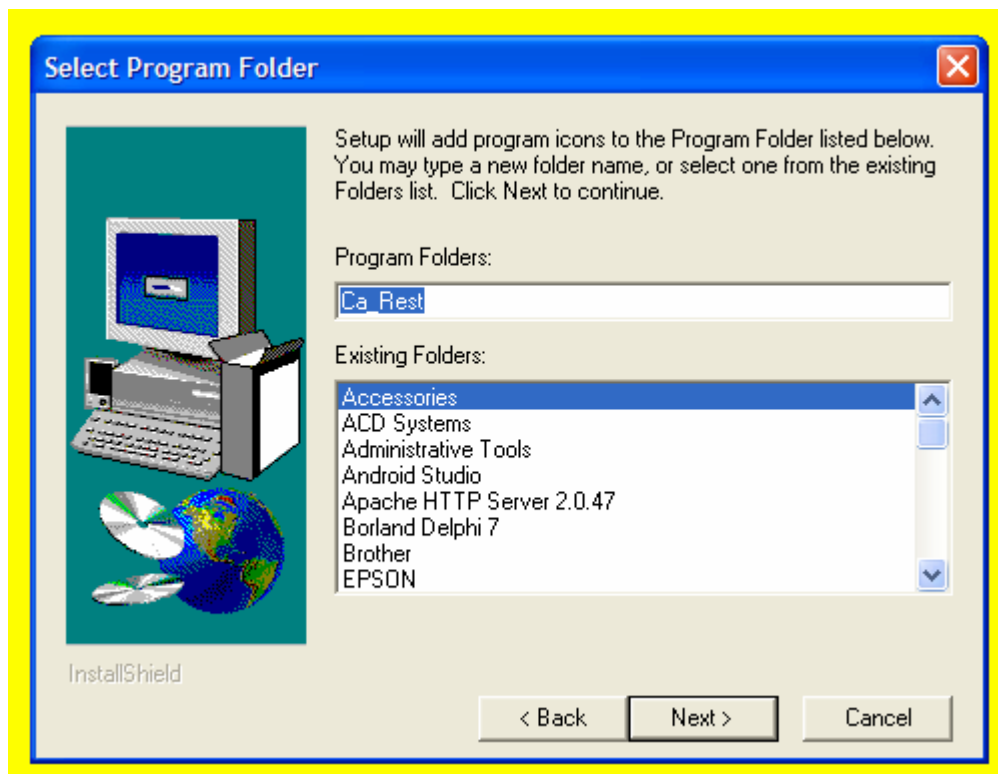 Select Program Folder
Setup will add program icons to the Program Folder listed below.
You may type a new folder name, or select one from the existing
Folders list.  Click Next to continue.
Program Folders:
Ca_Rest
Existing Folders:
Accessories
ACD Systems
Administrative Tools
Android Studio
Apache HTTP Server 2.0.47
Borland Delphi 7
Brother
EPSON
InstallShield
< Back
Next >
Cancel